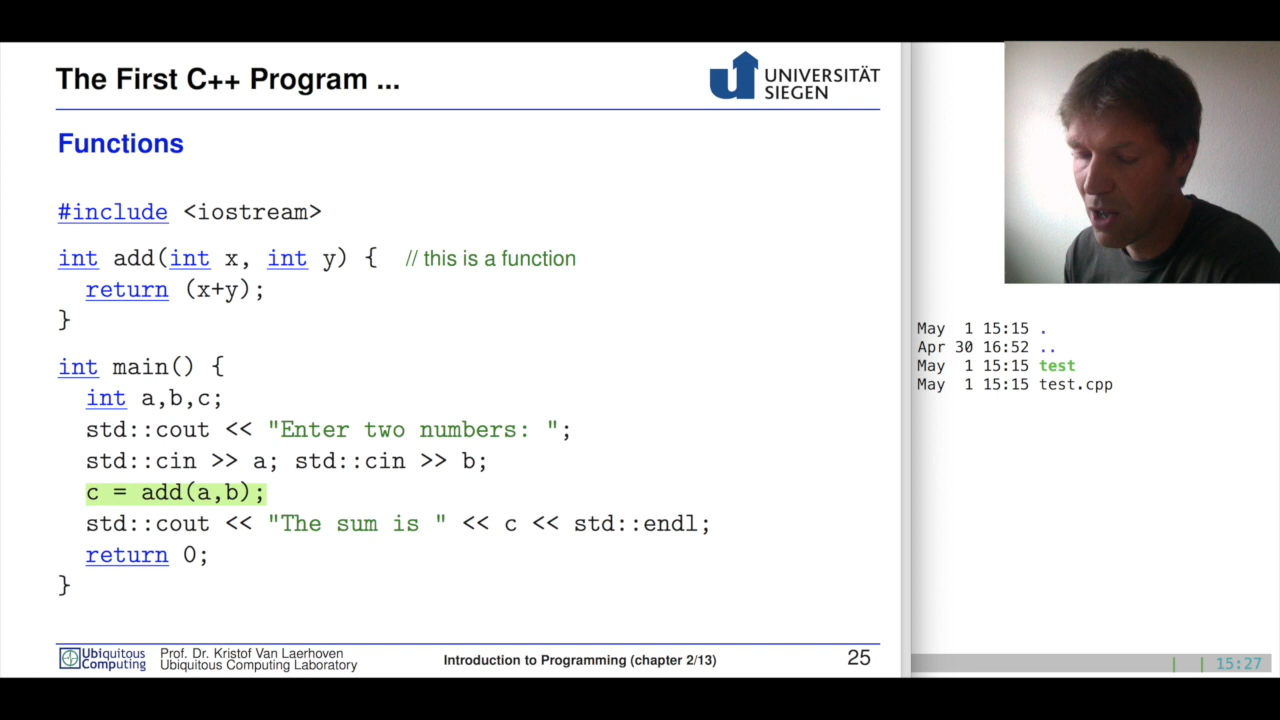 The First C++ Program ...
UNIVERSITÄT
SIEGEN
Functions
#include <iostream>
int add(int x, int y) { // this is a function
return (x+y);
}
int main() {
int a,b,c;
std::cout << "Enter two numbers: ";
std::cin >> a; std::cin >> b;
c = add(a,b);
std::cout << "The sum is " << c << std::endl;
return 0;
}
Ubiquitous
Computing
Prof. Dr. Kristof Van Laerhoven
Ubiquitous Computing Laboratory
Introduction to Programming (chapter 2/13)
25
May 1 15:15 .
Apr 30 16:52 ..
May 1 15:15 test
May 1 15:15 test.cpp
| | 15:27